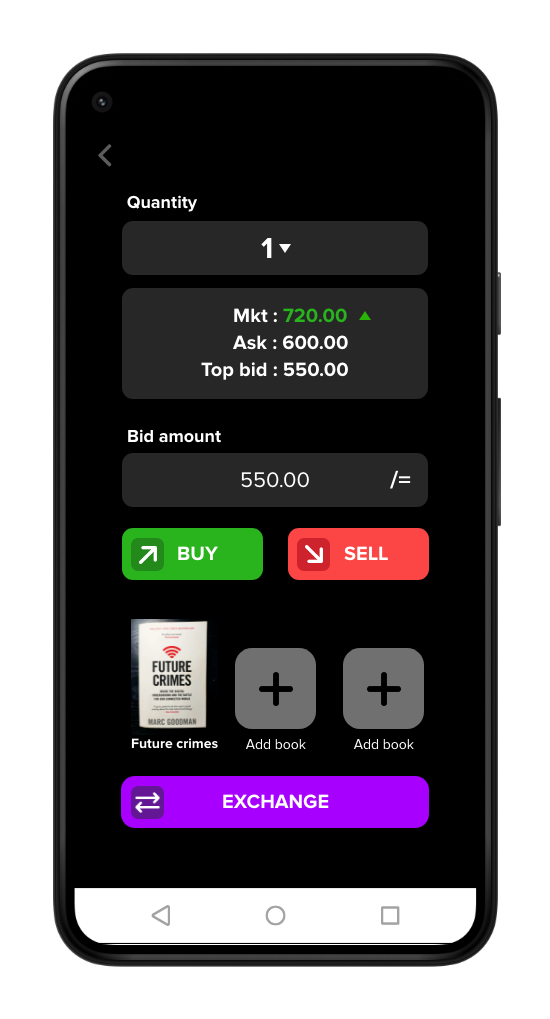 Quantity
1
Mkt : 720.00
Ask : 600.00
Top bid : 550.00
Bid amount
550.00 /=
BUY SELL
FUTURE
CRIMES
MARC GOODMAN
Future crimes Add book Add book
EXCHANGE